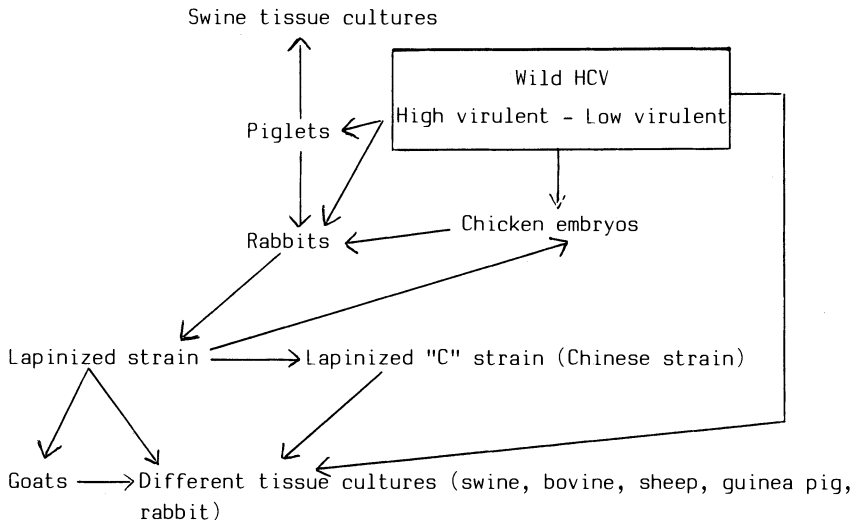 Swine tissue cultures
Wild HCV
High virulent - Low virulent
Piglets
Chicken embryos
Rabbits
Lapinized strain
Lapinized "C" strain (Chinese strain)
Goats
Different tissue cultures (swine, bovine, sheep, guinea pig,
rabbit)